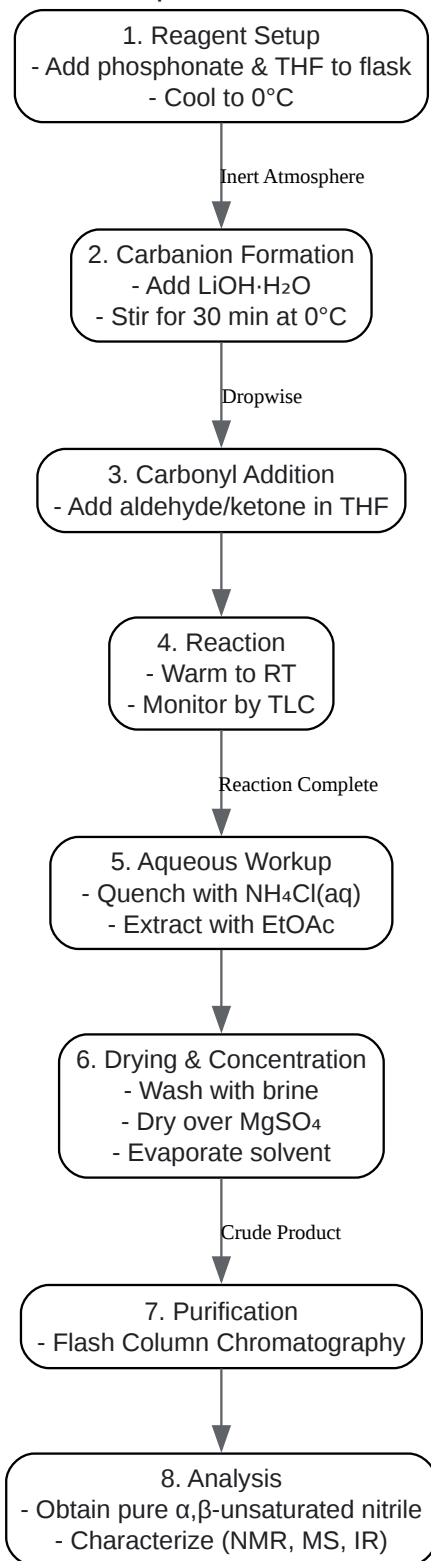 1. Reagent Setup
- Add phosphonate & THF to flask
- Cool to 0°C
Inert Atmosphere
2. Carbanion Formation
- Add LiOH·H₂O
- Stir for 30 min at 0°C
Dropwise
3. Carbonyl Addition
- Add aldehyde/ketone in THF
4. Reaction
- Warm to RT
- Monitor by TLC
Reaction Complete
5. Aqueous Workup
- Quench with NH₄Cl(aq)
- Extract with EtOAc
6. Drying & Concentration
- Wash with brine
- Dry over MgSO₄
- Evaporate solvent
Crude Product
7. Purification
- Flash Column Chromatography
8. Analysis
- Obtain pure α,β-unsaturated nitrile
- Characterize (NMR, MS, IR)